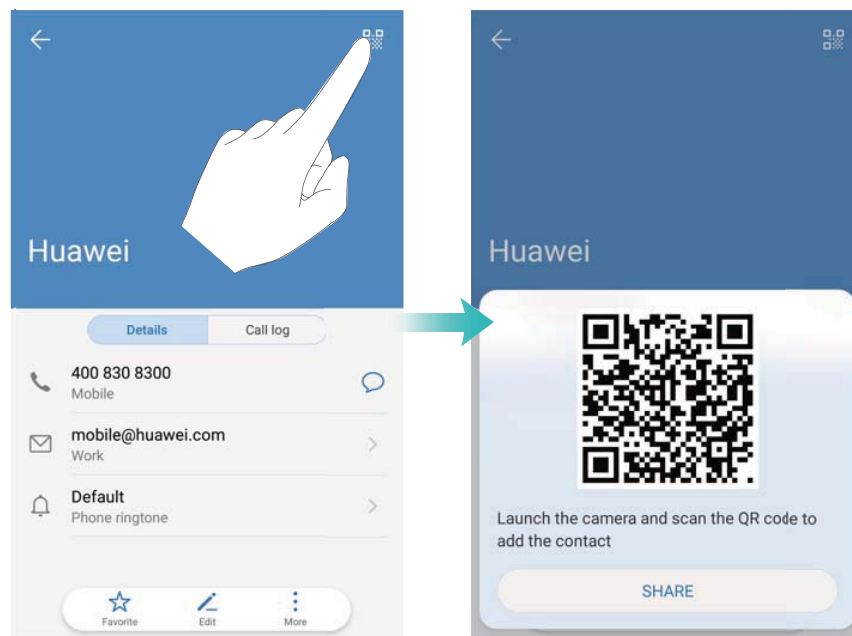 Huawei
Details
Call log
400 830 8300
Mobile
mobile@huawei.com
Work
Default
Phone ringtone
Favorite
Edit
More
Huawei
Launch the camera and scan the QR code to
add the contact
SHARE